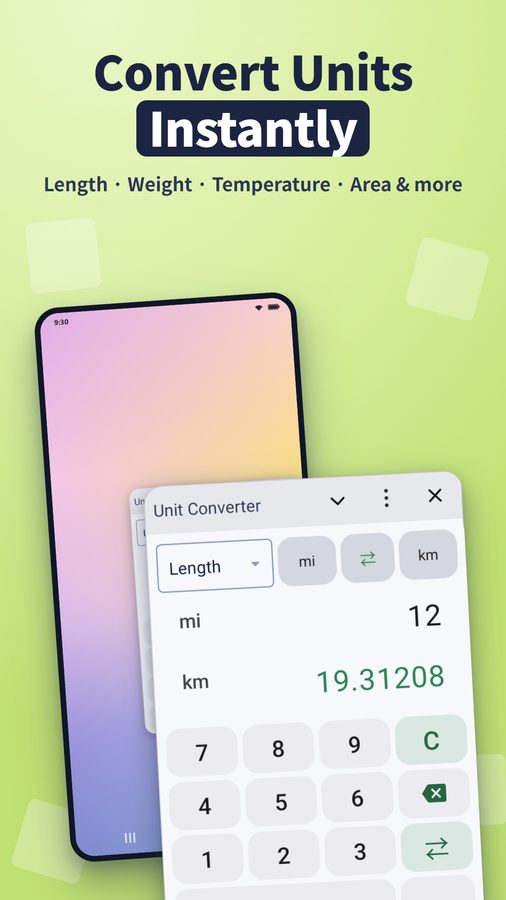 Convert Units
Instantly
Length · Weight · Temperature · Area & more
9:30
Unit Converter
Length mi km
mi 12
km 19.31208
7 8 9 C
4 5 6
1 2 3